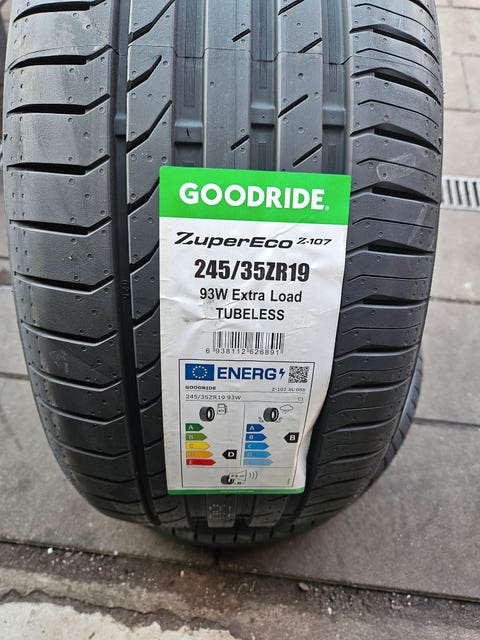 GOODRIDE®
ZuperEco Z-107
245/35ZR19
93W Extra Load
TUBELESS
6 938112 626891
ENERG
GOODRIDE
Z-107 XL-088
245/35ZR19 93W
C1
A
B
C
D
E
D
A
B
C
D
E
B